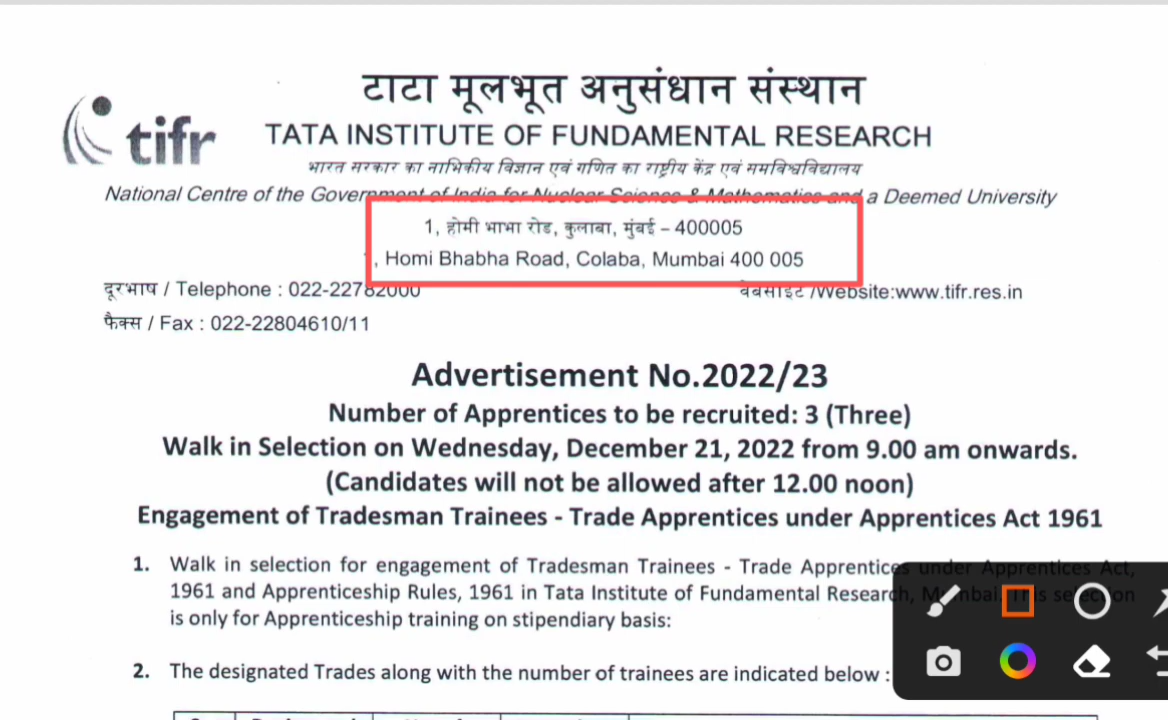 टाटा मूलभूत अनुसंधान संस्थान
tifr
TATA INSTITUTE OF FUNDAMENTAL RESEARCH
भारत सरकार का नाभिकीय विज्ञान एवं गणित का राष्ट्रीय केंद्र एवं समविश्वविद्यालय
National Centre of the Government of India for Nuclear Science & Mathematics and a Deemed University
1, होमी भाभा रोड, कुलाबा, मुंबई – 400005
, Homi Bhabha Road, Colaba, Mumbai 400 005
दूरभाष / Telephone : 022-22782000
वेबसाईट /Website:www.tifr.res.in
फैक्स / Fax : 022-22804610/11
Advertisement No.2022/23
Number of Apprentices to be recruited: 3 (Three)
Walk in Selection on Wednesday, December 21, 2022 from 9.00 am onwards.
(Candidates will not be allowed after 12.00 noon)
Engagement of Tradesman Trainees - Trade Apprentices under Apprentices Act 1961
1. Walk in selection for engagement of Tradesman Trainees - Trade Apprentices under Apprentices Act,
1961 and Apprenticeship Rules, 1961 in Tata Institute of Fundamental Research, Mumbai. This selection
is only for Apprenticeship training on stipendiary basis:
2. The designated Trades along with the number of trainees are indicated below :